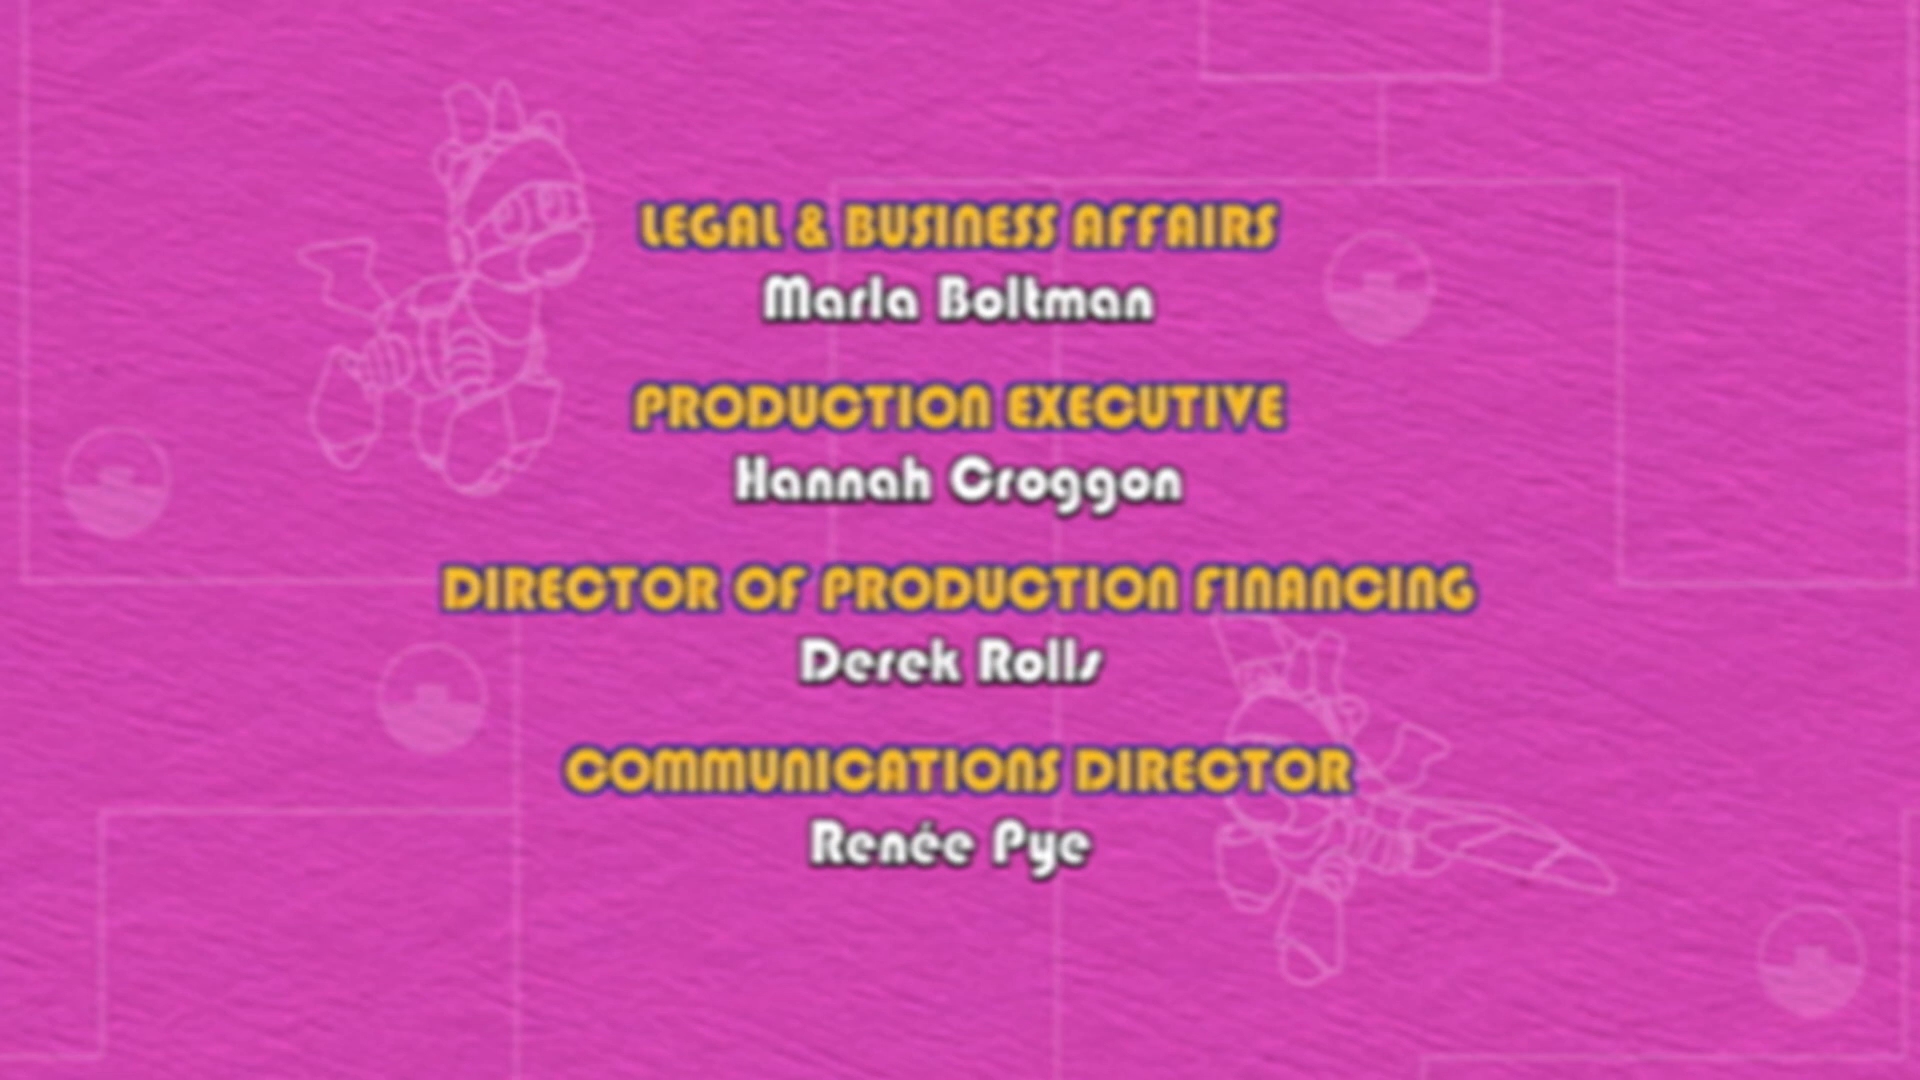 LEGAL & BUSINESS AFFAIRS
Marla Boltman
PRODUCTION EXECUTIVE
Hannah Croggon
DIRECTOR OF PRODUCTION FINANCING
Derek Rolls
COMMUNICATIONS DIRECTOR
Renée Pye